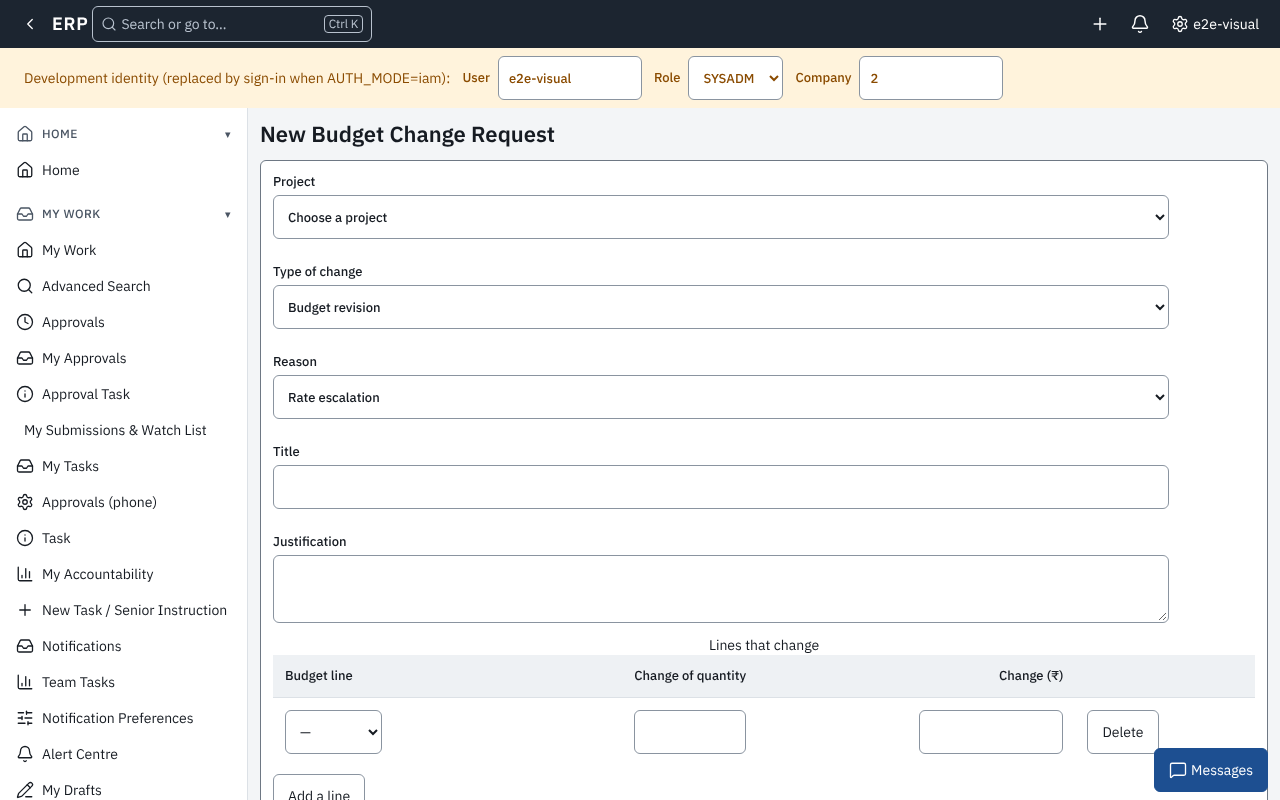 ERP
Search or go to...
Ctrl K
e2e-visual
Development identity (replaced by sign-in when AUTH_MODE=iam):
User
e2e-visual
Role
SYSADM
Company
2
HOME
Home
MY WORK
My Work
Advanced Search
Approvals
My Approvals
Approval Task
My Submissions & Watch List
My Tasks
Approvals (phone)
Task
My Accountability
New Task / Senior Instruction
Notifications
Team Tasks
Notification Preferences
Alert Centre
My Drafts
New Budget Change Request
Project
Choose a project
Type of change
Budget revision
Reason
Rate escalation
Title
Justification
Lines that change
Budget line
Change of quantity
Change (₹)
—
Delete
Add a line
Messages